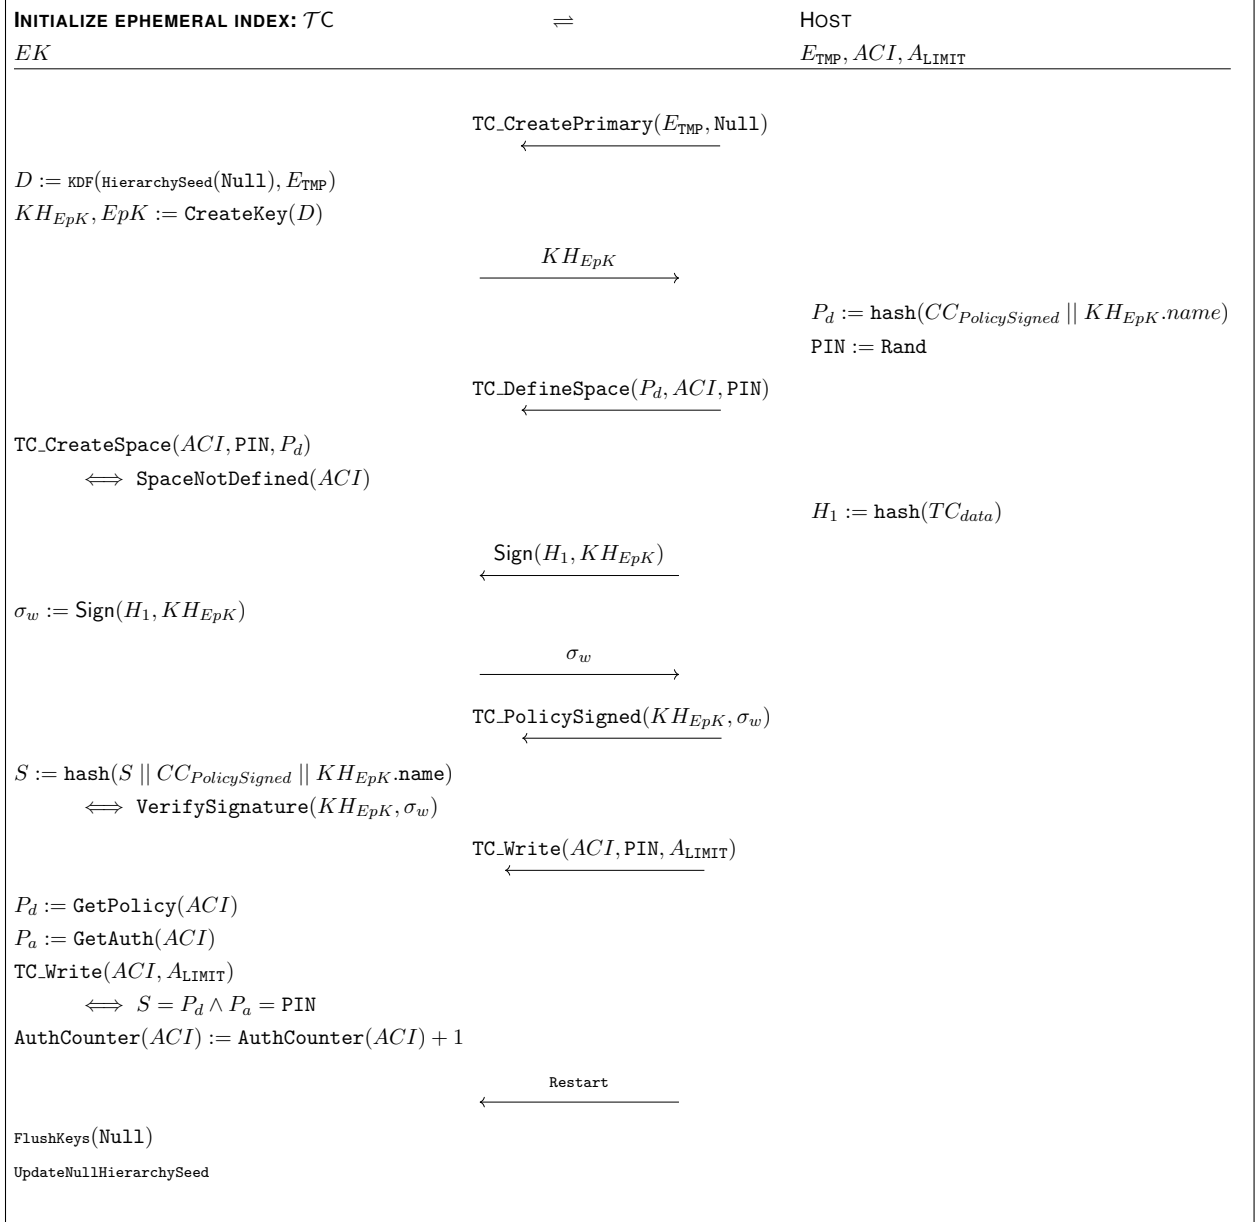 INITIALIZE EPHEMERAL INDEX: 𝒯C ⇌ HOST
EK E_TMP, ACI, A_LIMIT
TC_CreatePrimary(E_TMP, Null)
D := KDF(HierarchySeed(Null), E_TMP)
KH_EpK, EpK := CreateKey(D)
KH_EpK
P_d := hash(CC_PolicySigned || KH_EpK.name)
PIN := Rand
TC_DefineSpace(P_d, ACI, PIN)
TC_CreateSpace(ACI, PIN, P_d)
⟺ SpaceNotDefined(ACI)
H_1 := hash(TC_data)
Sign(H_1, KH_EpK)
σ_w := Sign(H_1, KH_EpK)
σ_w
TC_PolicySigned(KH_EpK, σ_w)
S := hash(S || CC_PolicySigned || KH_EpK.name)
⟺ VerifySignature(KH_EpK, σ_w)
TC_Write(ACI, PIN, A_LIMIT)
P_d := GetPolicy(ACI)
P_a := GetAuth(ACI)
TC_Write(ACI, A_LIMIT)
⟺ S = P_d ∧ P_a = PIN
AuthCounter(ACI) := AuthCounter(ACI) + 1
Restart
FlushKeys(Null)
UpdateNullHierarchySeed